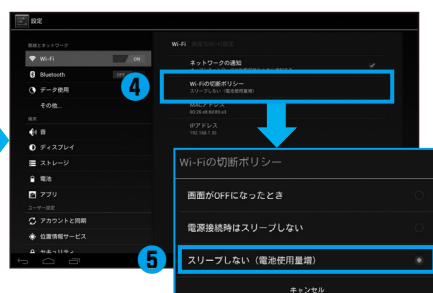 設定
無線とネットワーク
Wi-Fi
ON
Bluetooth
OFF
データ使用
その他...
端末
音
ディスプレイ
ストレージ
電池
アプリ
ユーザー設定
アカウントと同期
位置情報サービス
セキュリティ
Wi-Fi
ネットワークの通知
Wi-Fiの切断ポリシー
スリープしない（電池使用量増）
MACアドレス
IPアドレス
4
Wi-Fiの切断ポリシー
画面がOFFになったとき
電源接続時はスリープしない
5
スリープしない（電池使用量増）
キャンセル